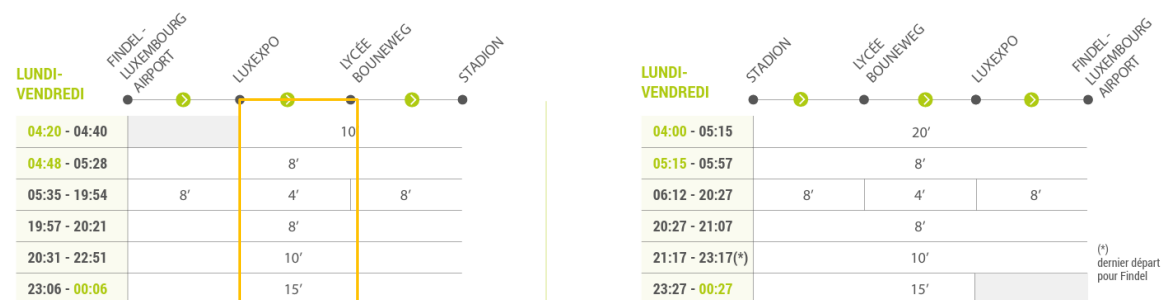 LUNDI-
VENDREDI
FINDEL -
LUXEMBOURG
AIRPORT
LUXEXPO
LYCÉE
BOUNEWEG
STADION
04:20 - 04:40 10
04:48 - 05:28 8’
05:35 - 19:54 8’ 4’ 8’
19:57 - 20:21 8’
20:31 - 22:51 10’
23:06 - 00:06 15’
LUNDI-
VENDREDI
STADION
LYCÉE
BOUNEWEG
LUXEXPO
FINDEL -
LUXEMBOURG
AIRPORT
04:00 - 05:15 20’
05:15 - 05:57 8’
06:12 - 20:27 8’ 4’ 8’
20:27 - 21:07 8’
21:17 - 23:17(*) 10’
23:27 - 00:27 15’
(*)
dernier départ
pour Findel